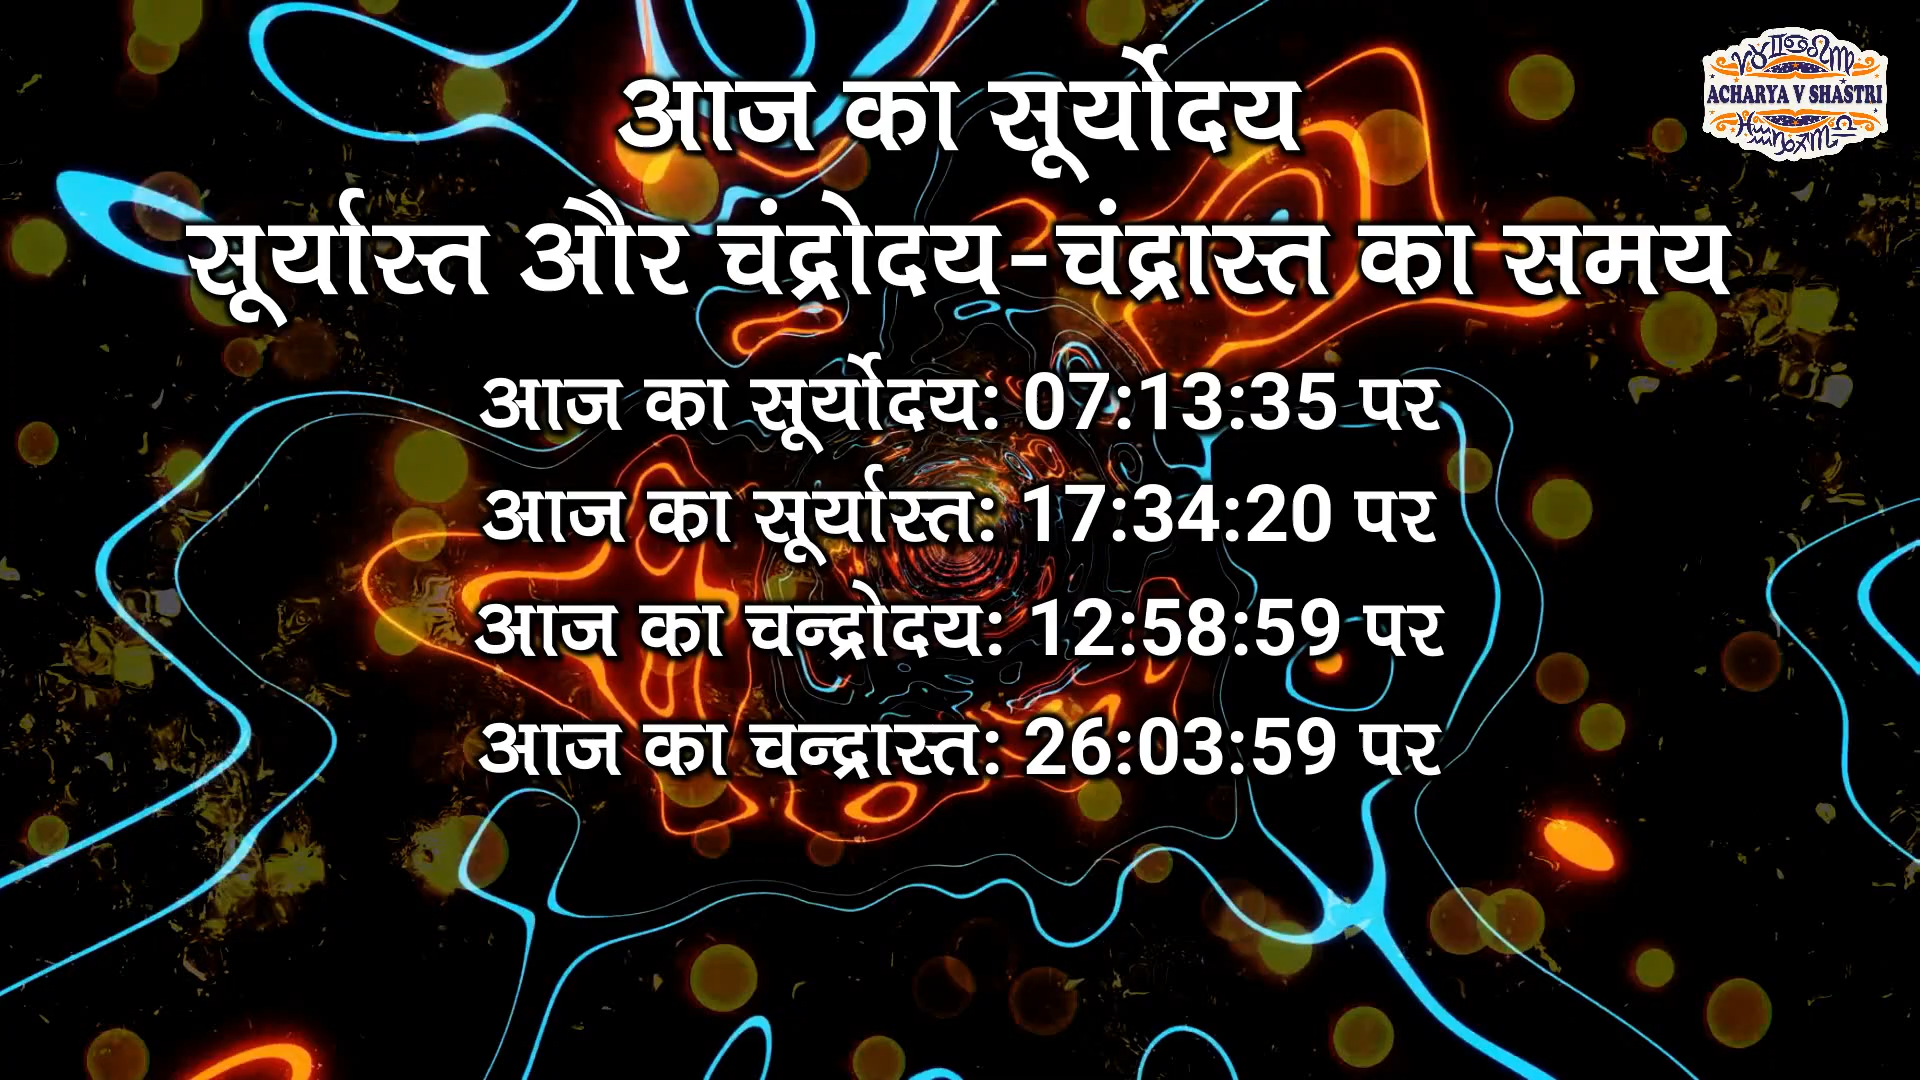 आज का सूर्योदय
सूर्यास्त और चंद्रोदय-चंद्रास्त का समय
आज का सूर्योदय: 07:13:35 पर
आज का सूर्यास्त: 17:34:20 पर
आज का चन्द्रोदय: 12:58:59 पर
आज का चन्द्रास्त: 26:03:59 पर
ACHARYA V SHASTRI